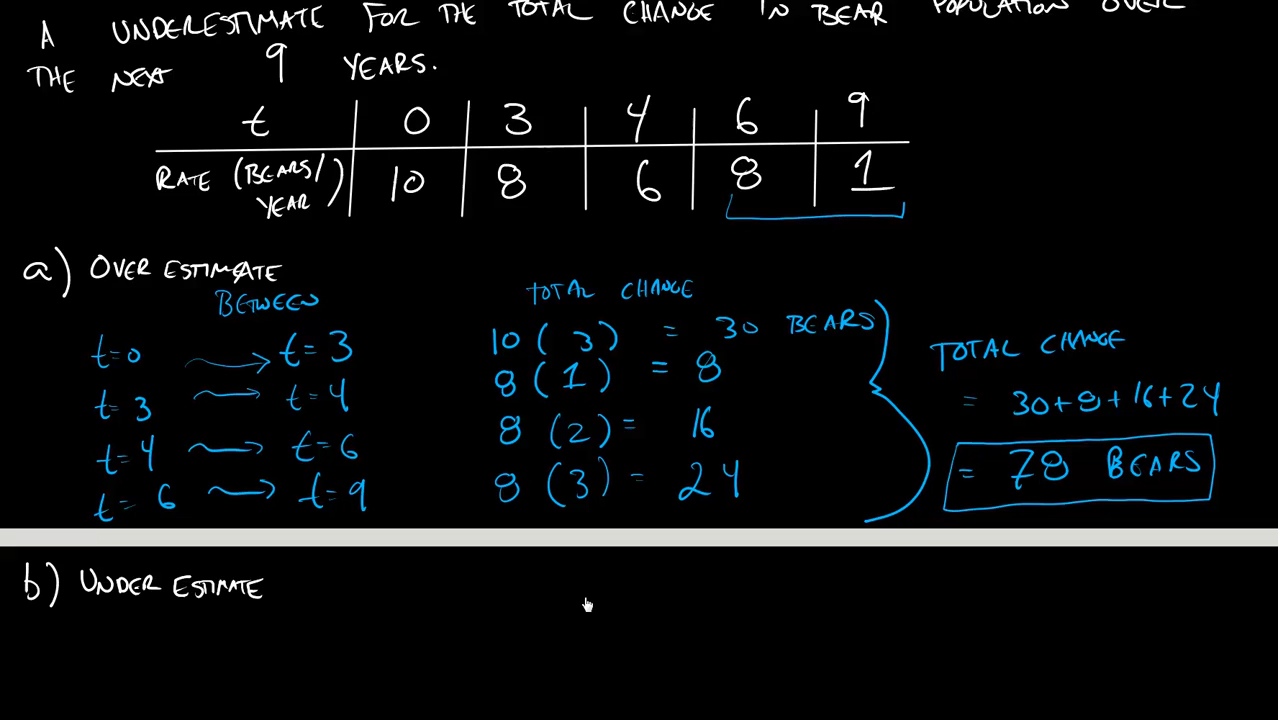 A UNDERESTIMATE FOR THE TOTAL CHANGE IN BEAR POPULATION OVER
THE NEXT 9 YEARS.
t 0 3 4 6 9
RATE (BEARS/YEAR) 10 8 6 8 1
a) OVER ESTIMATE
BETWEEN TOTAL CHANGE
t=0 → t=3 10 (3) = 30 BEARS
t=3 → t=4 8 (1) = 8
t=4 → t=6 8 (2) = 16
t=6 → t=9 8 (3) = 24
TOTAL CHANGE
= 30+8+16+24
= 78 BEARS
b) UNDER ESTIMATE